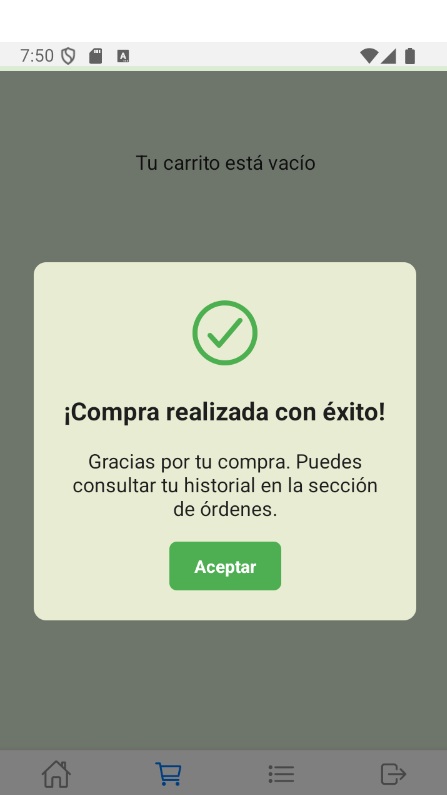 7:50
A
Tu carrito está vacío
¡Compra realizada con éxito!
Gracias por tu compra. Puedes
consultar tu historial en la sección
de órdenes.
Aceptar